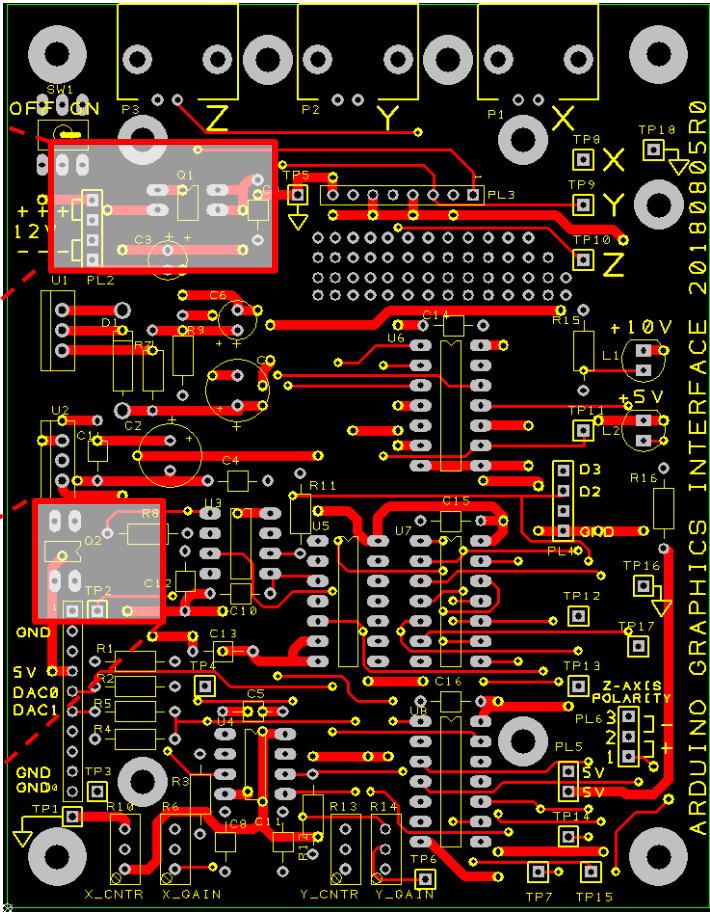 SW1
OFF ON
P3
Z
P2
Y
P1
X
TP8
X
TP18
Q1
TP5
PL3
1
TP9
Y
+ + +
12V
- - -
C3
TP10
Z
PL2
U1
C6
D1
R7
R9
C14
U6
R15
+10V
L1
+5V
TP11
L2
U2
C1
C2
C4
R11
D3
D2
GND
PL4
R16
Q2
R8
U3
U5
C15
U7
C12
C10
TP2
1
TP16
TP12
TP17
GND
C13
R1
5V
R2
TP4
DAC0
DAC1
R5
R4
C5
U4
C16
U8
TP13
Z-AXIS
POLARITY
PL6
3
2
1
-
+
PL5
5V
5V
GND
GND
TP3
R3
TP1
R10
R6
C8
C11
R12
R13
R14
TP14
TP6
TP7
TP15
X_CNTR
X_GAIN
Y_CNTR
Y_GAIN
ARDUINO GRAPHICS INTERFACE 20180805R0